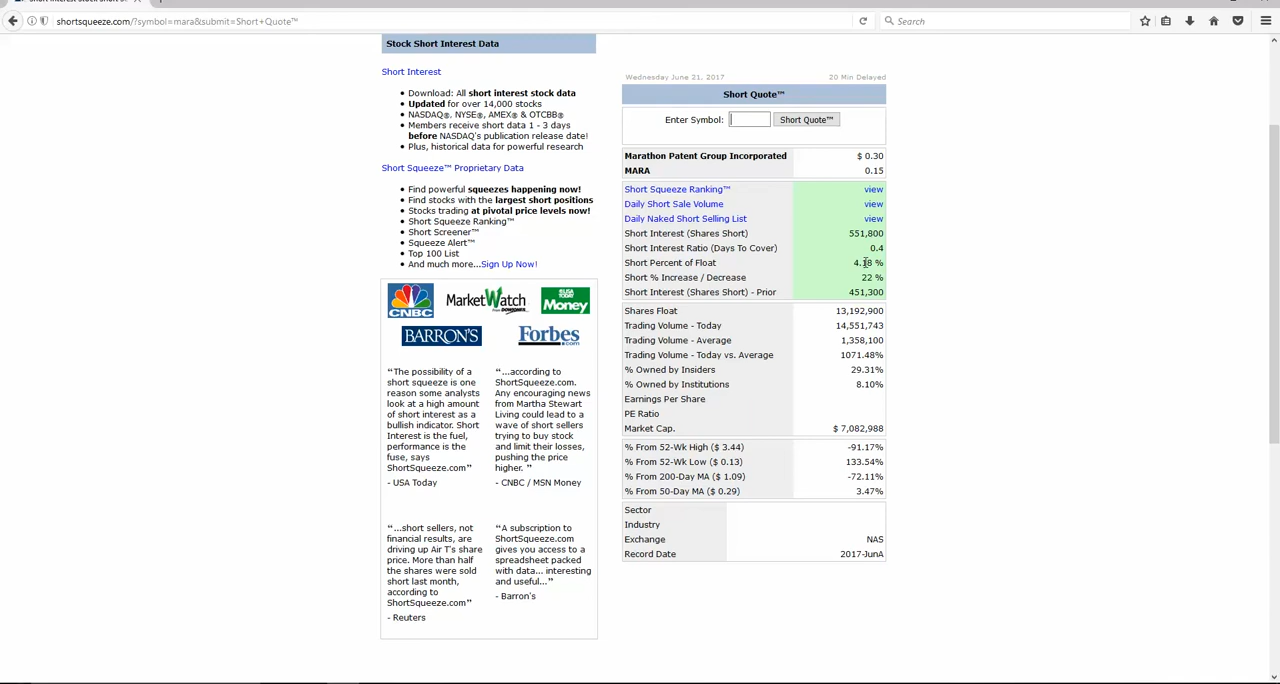 shortsqueeze.com/?symbol=mara&submit=Short+Quote™
Search
Stock Short Interest Data
Short Interest
• Download: All short interest stock data
• Updated for over 14,000 stocks
• NASDAQ®, NYSE®, AMEX® & OTCBB®
• Members receive short data 1 - 3 days
before NASDAQ's publication release date!
• Plus, historical data for powerful research
Short Squeeze™ Proprietary Data
• Find powerful squeezes happening now!
• Find stocks with the largest short positions
• Stocks trading at pivotal price levels now!
• Short Squeeze Ranking™
• Short Screener™
• Squeeze Alert™
• Top 100 List
• And much more...Sign Up Now!
CNBC
MarketWatch
USA TODAY
Money
BARRON'S
Forbes.com
“The possibility of a
short squeeze is one
reason some analysts
look at a high amount
of short interest as a
bullish indicator. Short
Interest is the fuel,
performance is the
fuse, says
ShortSqueeze.com”
- USA Today
“...according to
ShortSqueeze.com.
Any encouraging news
from Martha Stewart
Living could lead to a
wave of short sellers
trying to buy stock
and limit their losses,
pushing the price
higher. ”
- CNBC / MSN Money
“...short sellers, not
financial results, are
driving up Air T's share
price. More than half
the shares were sold
short last month,
according to
ShortSqueeze.com”
- Reuters
“A subscription to
ShortSqueeze.com
gives you access to a
spreadsheet packed
with data... interesting
and useful...”
- Barron's
Wednesday June 21, 2017 20 Min Delayed
Short Quote™
Enter Symbol: Short Quote™
Marathon Patent Group Incorporated $ 0.30
MARA 0.15
Short Squeeze Ranking™ view
Daily Short Sale Volume view
Daily Naked Short Selling List view
Short Interest (Shares Short) 551,800
Short Interest Ratio (Days To Cover) 0.4
Short Percent of Float 4.18 %
Short % Increase / Decrease 22 %
Short Interest (Shares Short) - Prior 451,300
Shares Float 13,192,900
Trading Volume - Today 14,551,743
Trading Volume - Average 1,358,100
Trading Volume - Today vs. Average 1071.48%
% Owned by Insiders 29.31%
% Owned by Institutions 8.10%
Earnings Per Share
PE Ratio
Market Cap. $ 7,082,988
% From 52-Wk High ($ 3.44) -91.17%
% From 52-Wk Low ($ 0.13) 133.54%
% From 200-Day MA ($ 1.09) -72.11%
% From 50-Day MA ($ 0.29) 3.47%
Sector
Industry
Exchange NAS
Record Date 2017-JunA